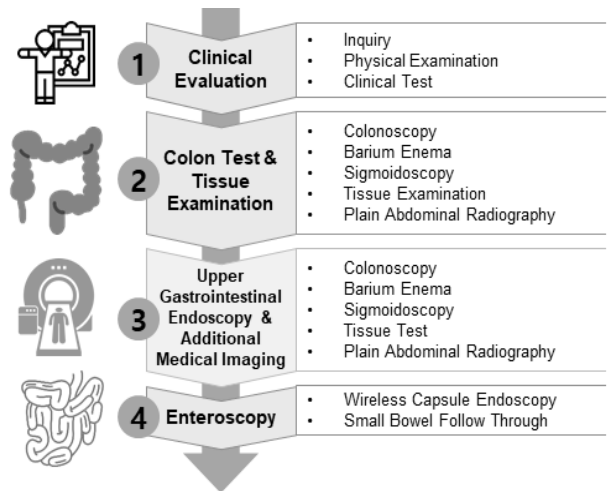 1
Clinical
Evaluation
• Inquiry
• Physical Examination
• Clinical Test
2
Colon Test &
Tissue
Examination
• Colonoscopy
• Barium Enema
• Sigmoidoscopy
• Tissue Examination
• Plain Abdominal Radiography
3
Upper
Gastrointestinal
Endoscopy &
Additional
Medical Imaging
• Colonoscopy
• Barium Enema
• Sigmoidoscopy
• Tissue Test
• Plain Abdominal Radiography
4
Enteroscopy
• Wireless Capsule Endoscopy
• Small Bowel Follow Through